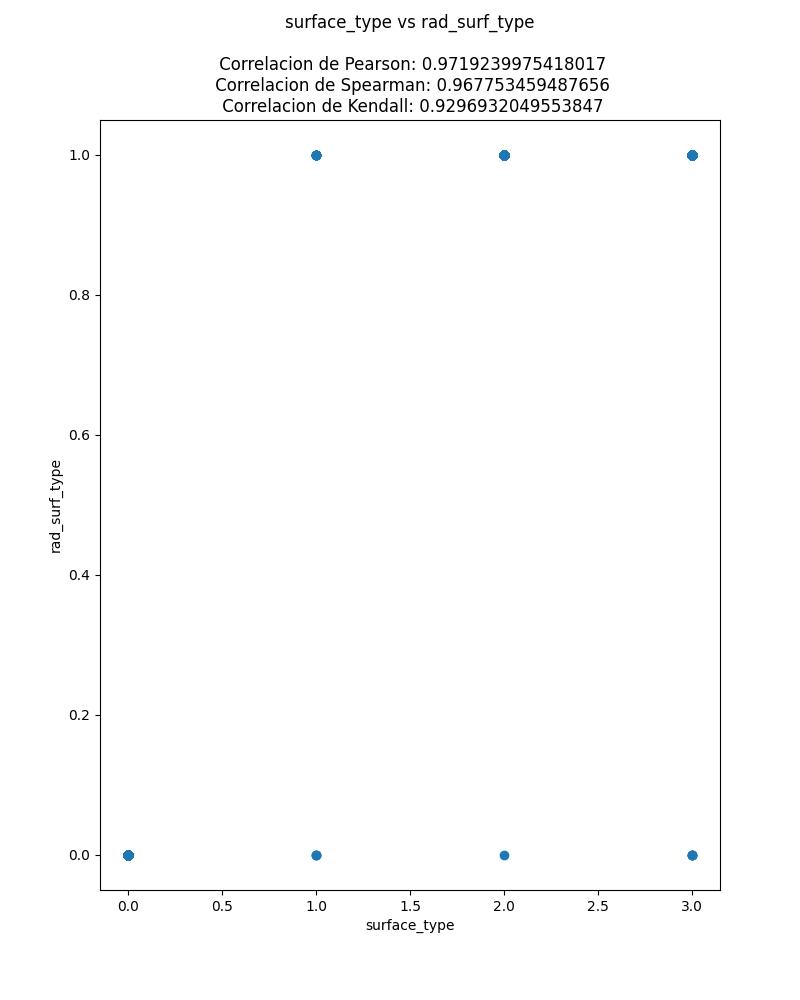 surface_type vs rad_surf_type
Correlacion de Pearson: 0.9719239975418017
Correlacion de Spearman: 0.967753459487656
Correlacion de Kendall: 0.9296932049553847
1.0
0.8
0.6
0.4
0.2
0.0
rad_surf_type
0.0 0.5 1.0 1.5 2.0 2.5 3.0
surface_type